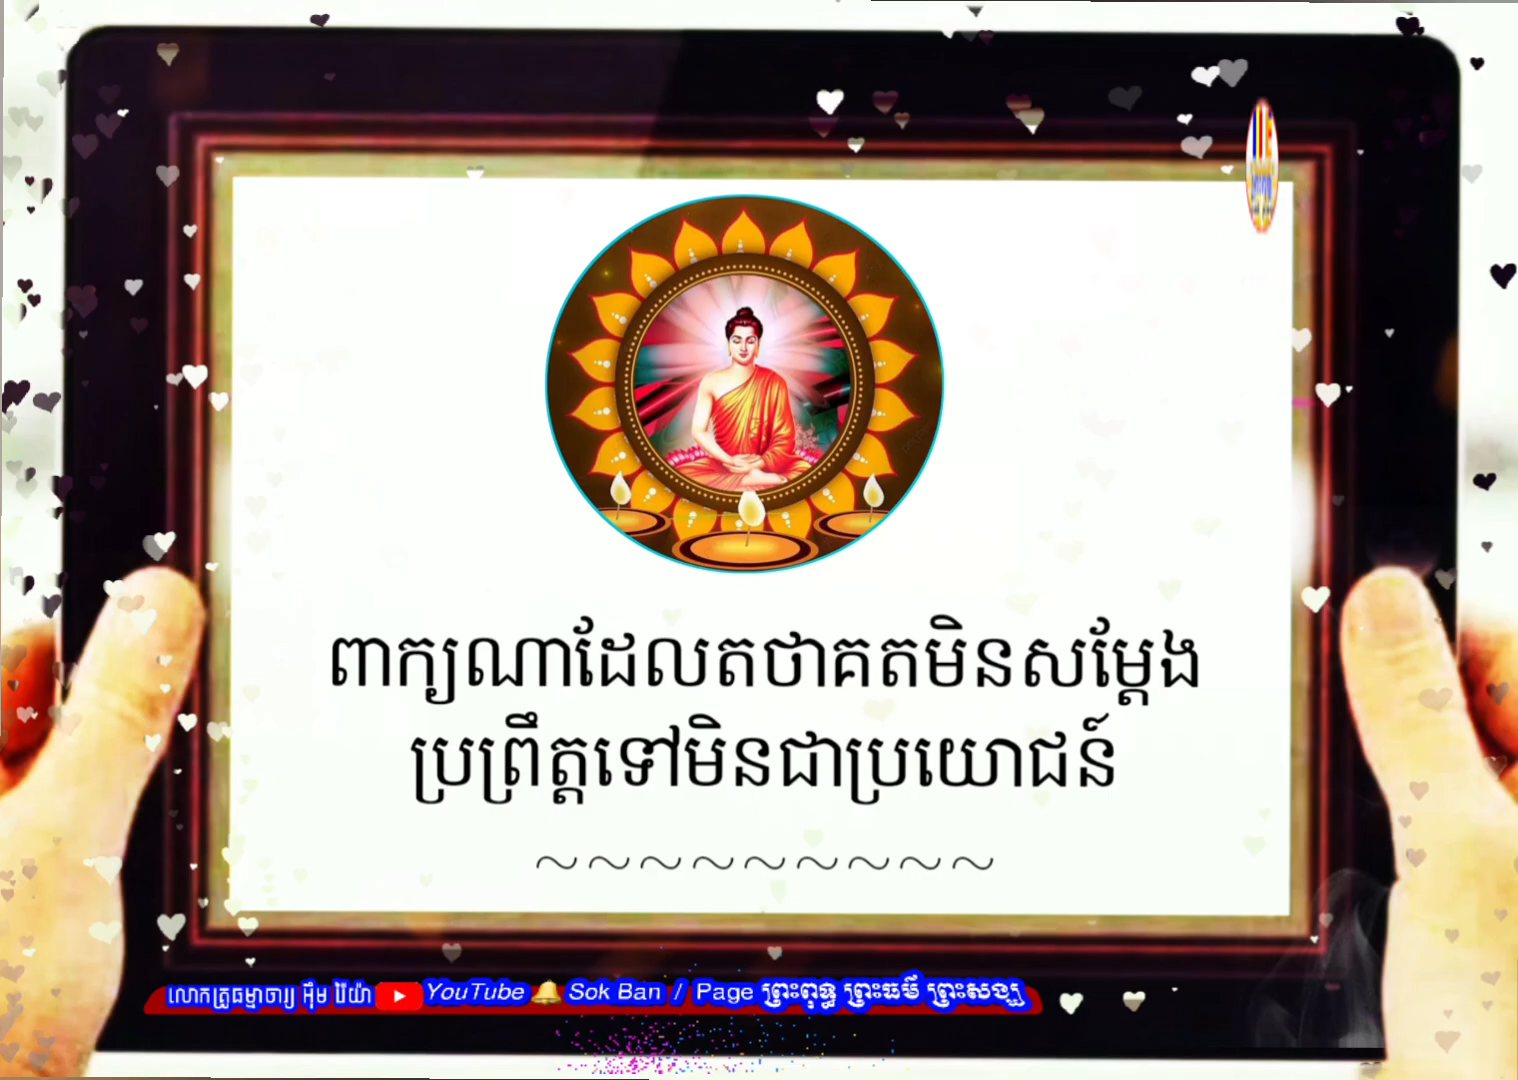 ពាក្យណាដែលតថាគតមិនសម្ដែង
ប្រព្រឹត្តទៅមិនជាប្រយោជន៍
~~~~~~~~~
លោកគ្រូធម្មាចារ្យ អ៊ឹម រ៉ៃយ៉ា YouTube 🔔 Sok Ban / Page ព្រះពុទ្ធ ព្រះធម៌ ព្រះសង្ឃ